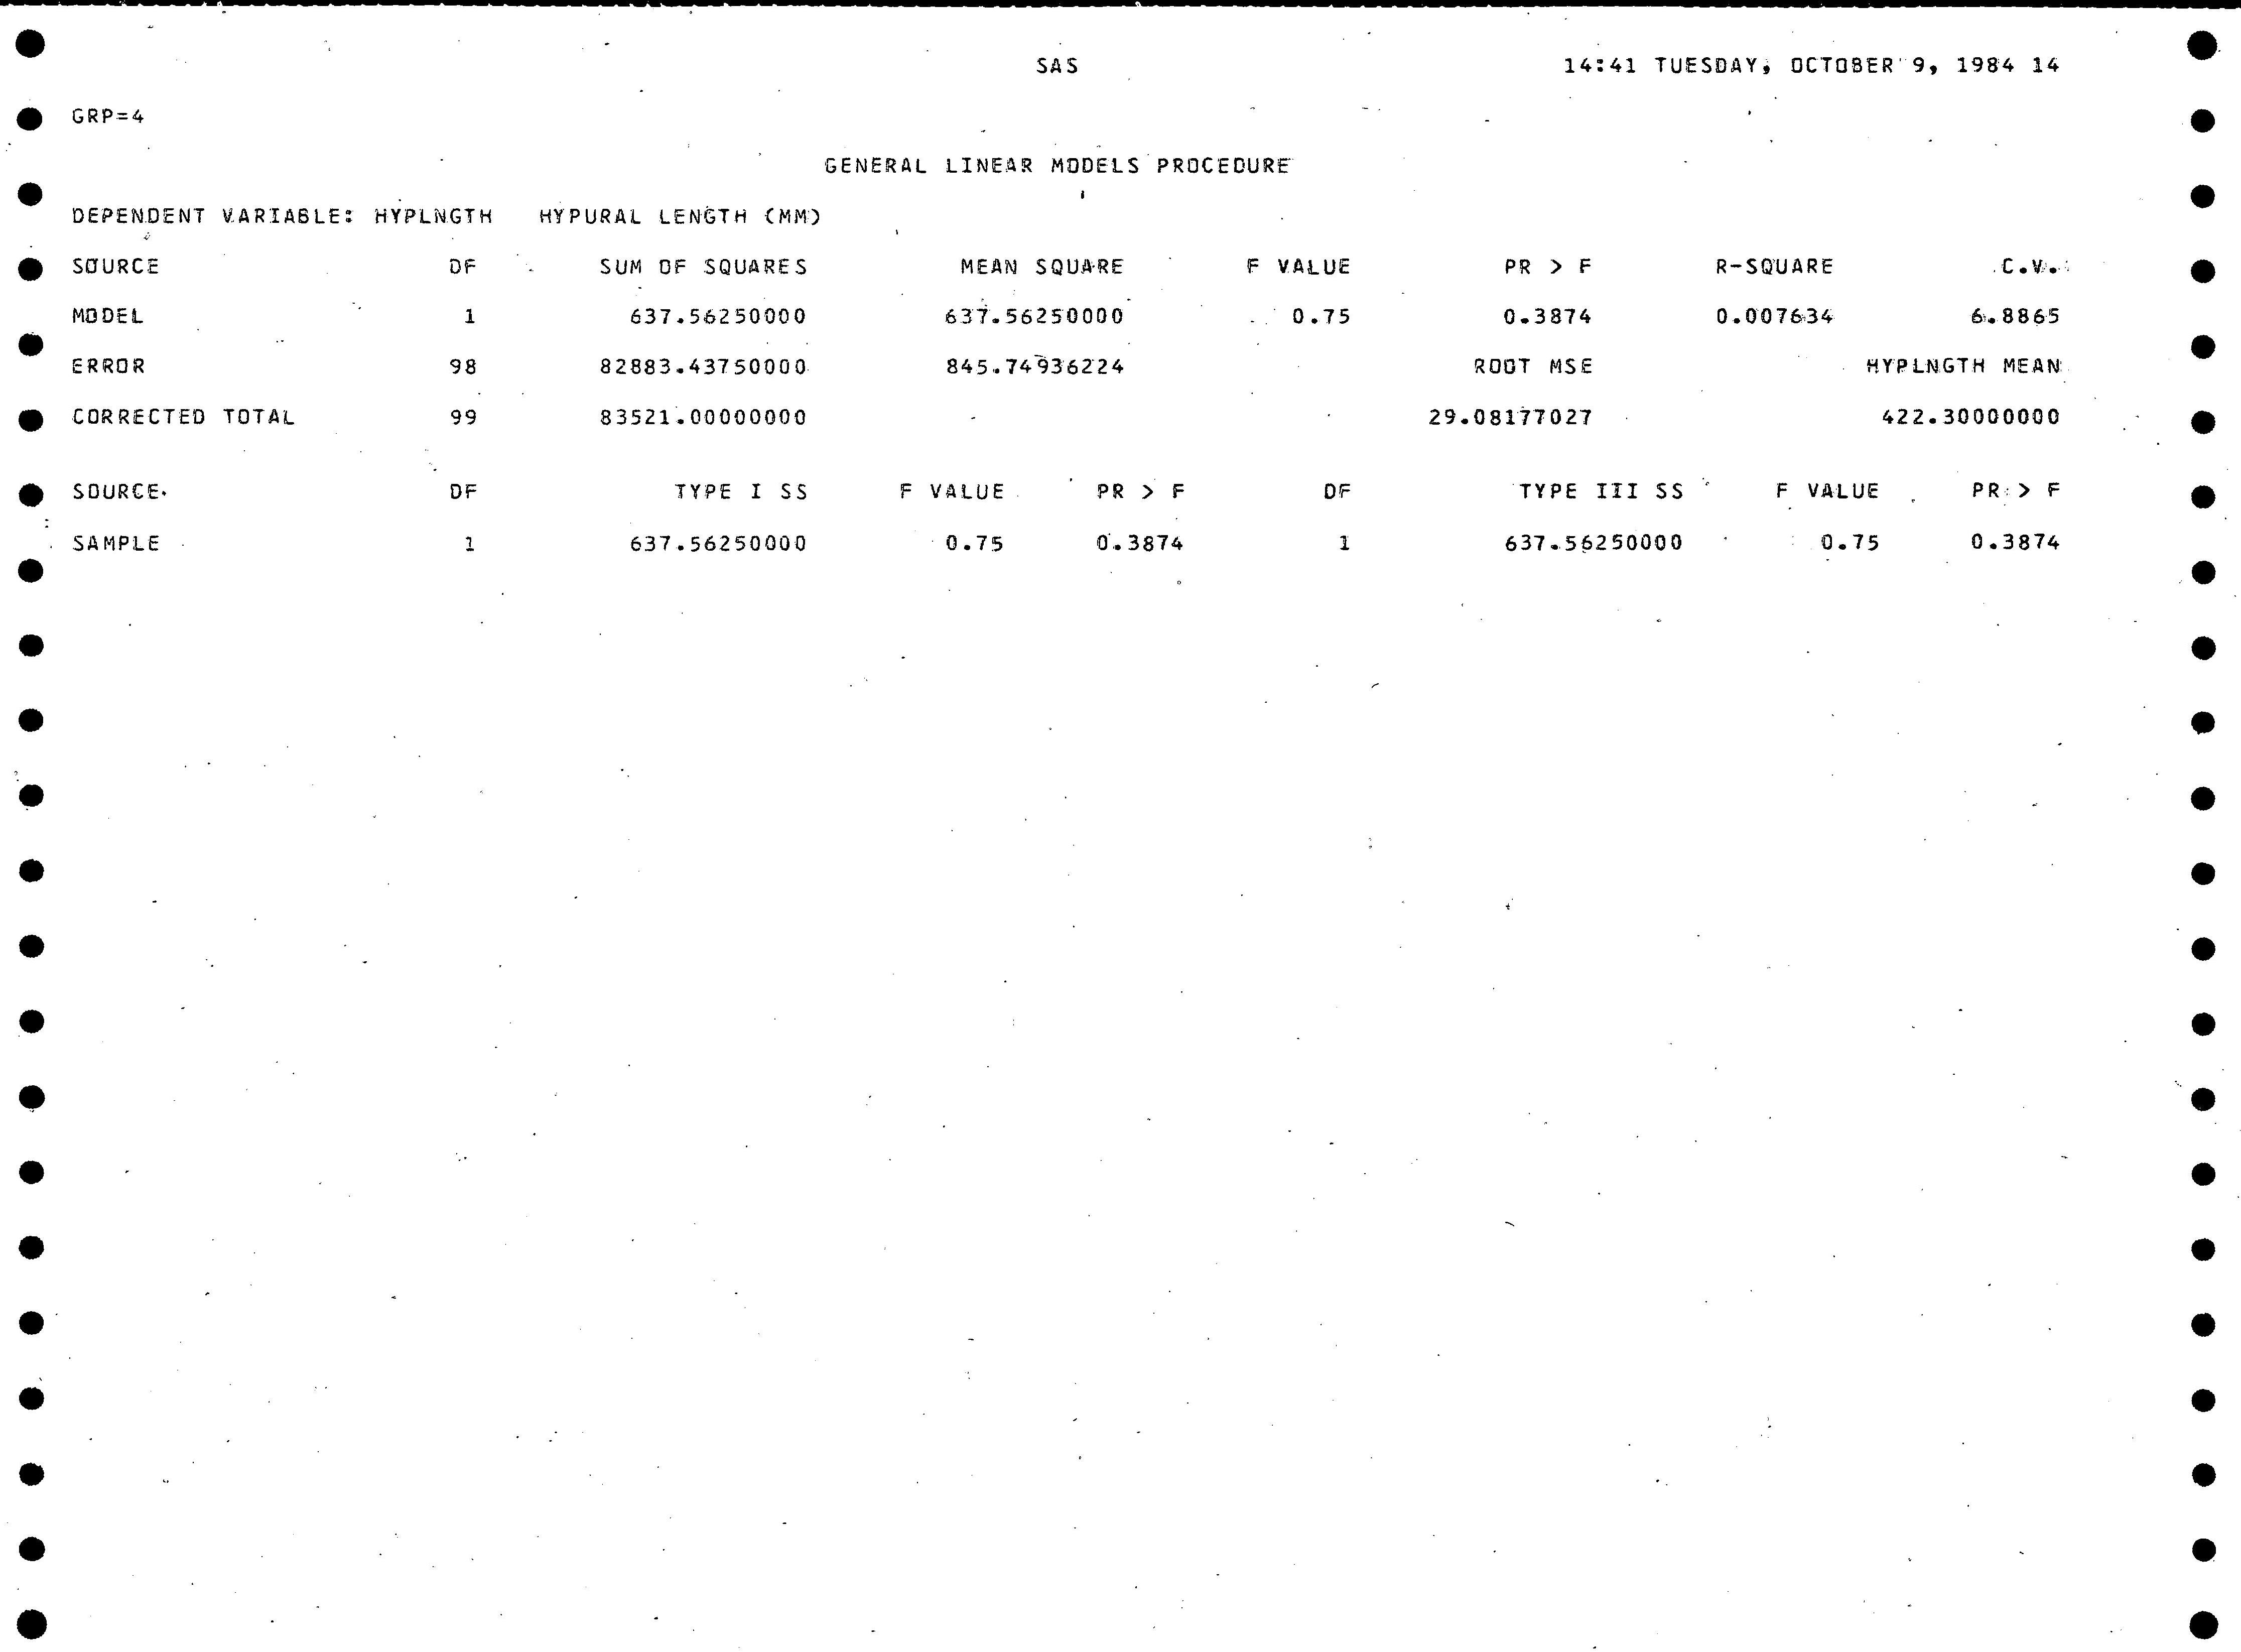 SAS 14:41 TUESDAY, OCTOBER 9, 1984 14
GRP=4
GENERAL LINEAR MODELS PROCEDURE
DEPENDENT VARIABLE: HYPLNGTH HYPURAL LENGTH (MM)
SOURCE DF SUM OF SQUARES MEAN SQUARE F VALUE PR > F R-SQUARE C.V.
MODEL 1 637.56250000 637.56250000 0.75 0.3874 0.007634 6.8865
ERROR 98 82883.43750000 845.74936224 ROOT MSE HYPLNGTH MEAN
CORRECTED TOTAL 99 83521.00000000 29.08177027 422.30000000
SOURCE DF TYPE I SS F VALUE PR > F DF TYPE III SS F VALUE PR > F
SAMPLE 1 637.56250000 0.75 0.3874 1 637.56250000 0.75 0.3874